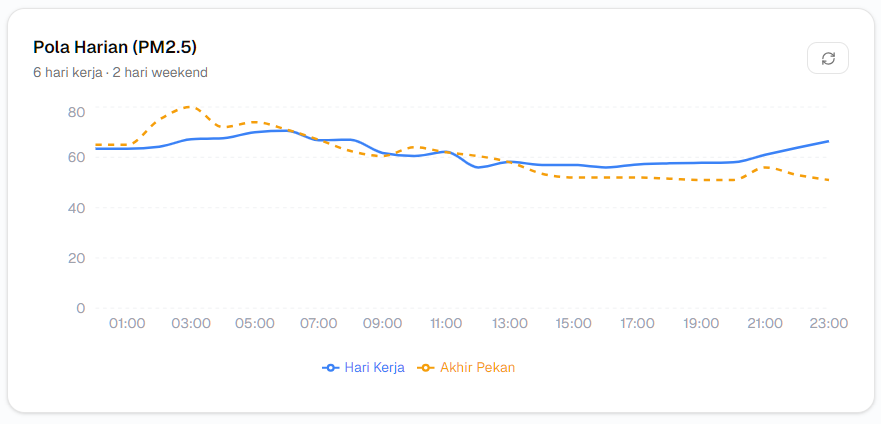 Pola Harian (PM2.5)
6 hari kerja · 2 hari weekend
80
60
40
20
0
01:00 03:00 05:00 07:00 09:00 11:00 13:00 15:00 17:00 19:00 21:00 23:00
Hari Kerja Akhir Pekan